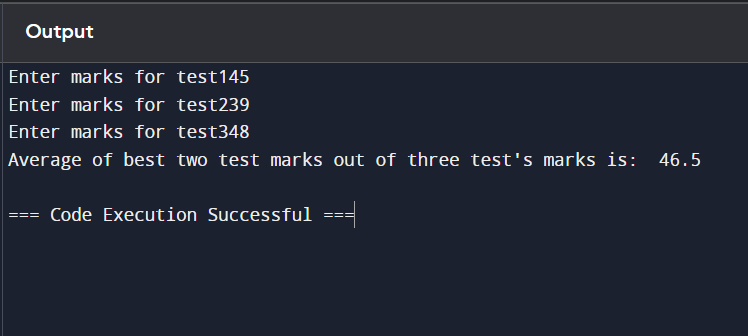 Output
Enter marks for test145
Enter marks for test239
Enter marks for test348
Average of best two test marks out of three test's marks is:  46.5
=== Code Execution Successful ===